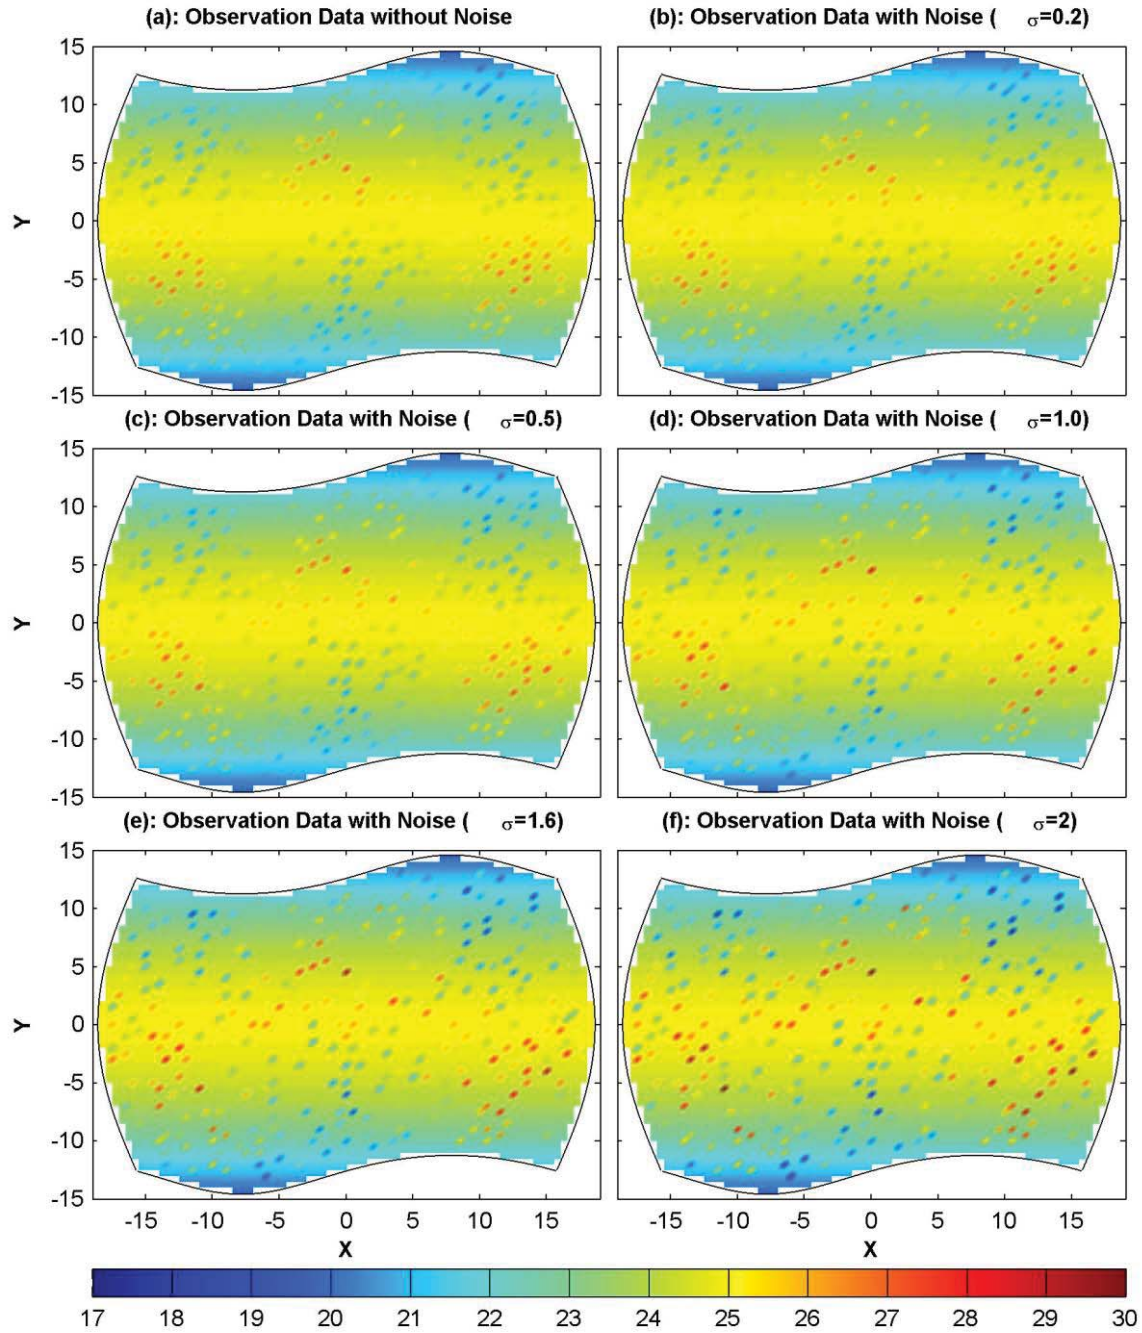 (a): Observation Data without Noise
(b): Observation Data with Noise ( σ=0.2)
15
10
5
0
-5
-10
-15
Y
(c): Observation Data with Noise ( σ=0.5)
(d): Observation Data with Noise ( σ=1.0)
15
10
5
0
-5
-10
-15
Y
(e): Observation Data with Noise ( σ=1.6)
(f): Observation Data with Noise ( σ=2)
15
10
5
0
-5
-10
-15
Y
-15 -10 -5 0 5 10 15
-15 -10 -5 0 5 10 15
X
X
17 18 19 20 21 22 23 24 25 26 27 28 29 30